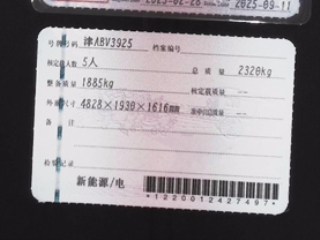 2025-09-11
号牌号码 津ABV3925 档案编号
核定载人数 5人 总质量 2320kg
整备质量 1885kg 核定载质量 --
外廓尺寸 4828×1930×1616mm 准牵引总质量 --
备注
检验记录
新能源/电
*1220012427497*